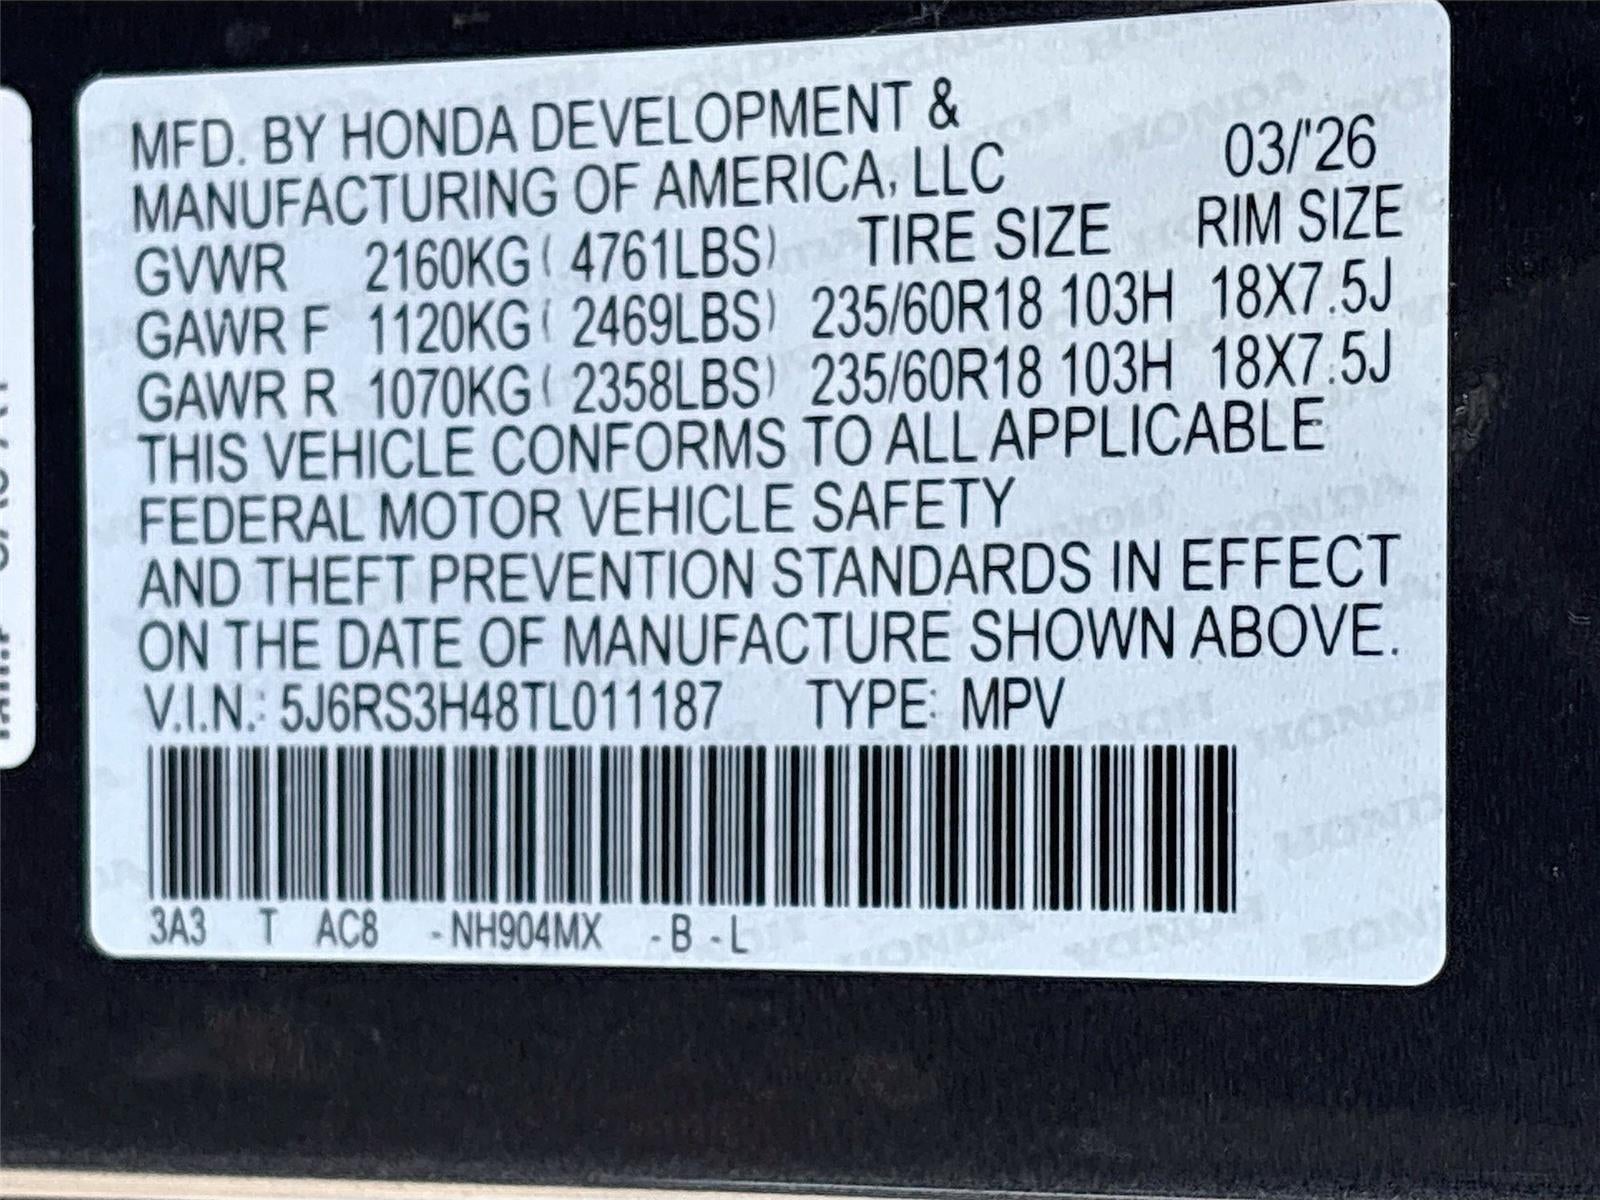 MFD. BY HONDA DEVELOPMENT &
MANUFACTURING OF AMERICA, LLC 03/'26
GVWR 2160KG ( 4761LBS) TIRE SIZE RIM SIZE
GAWR F 1120KG ( 2469LBS) 235/60R18 103H 18X7.5J
GAWR R 1070KG ( 2358LBS) 235/60R18 103H 18X7.5J
THIS VEHICLE CONFORMS TO ALL APPLICABLE
FEDERAL MOTOR VEHICLE SAFETY
AND THEFT PREVENTION STANDARDS IN EFFECT
ON THE DATE OF MANUFACTURE SHOWN ABOVE.
V.I.N.: 5J6RS3H48TL011187 TYPE: MPV
3A3 T AC8 -NH904MX -B -L